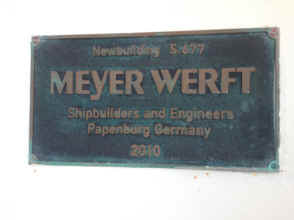 Newbuilding S.677
MEYER WERFT
Shipbuilders and Engineers
Papenburg Germany
2010